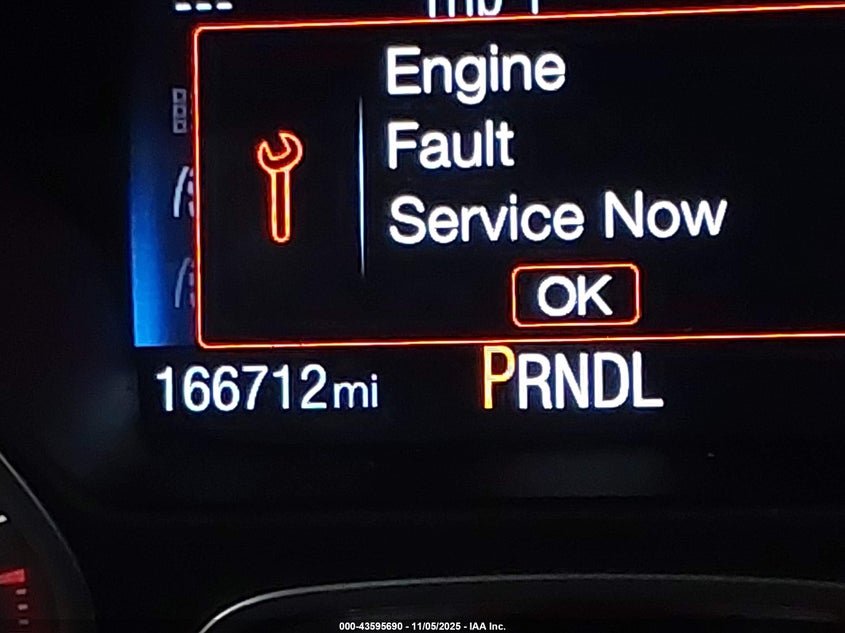 Engine
Fault
Service Now
OK
166712mi PRNDL
000-43595690 - 11/05/2025 - IAA Inc.